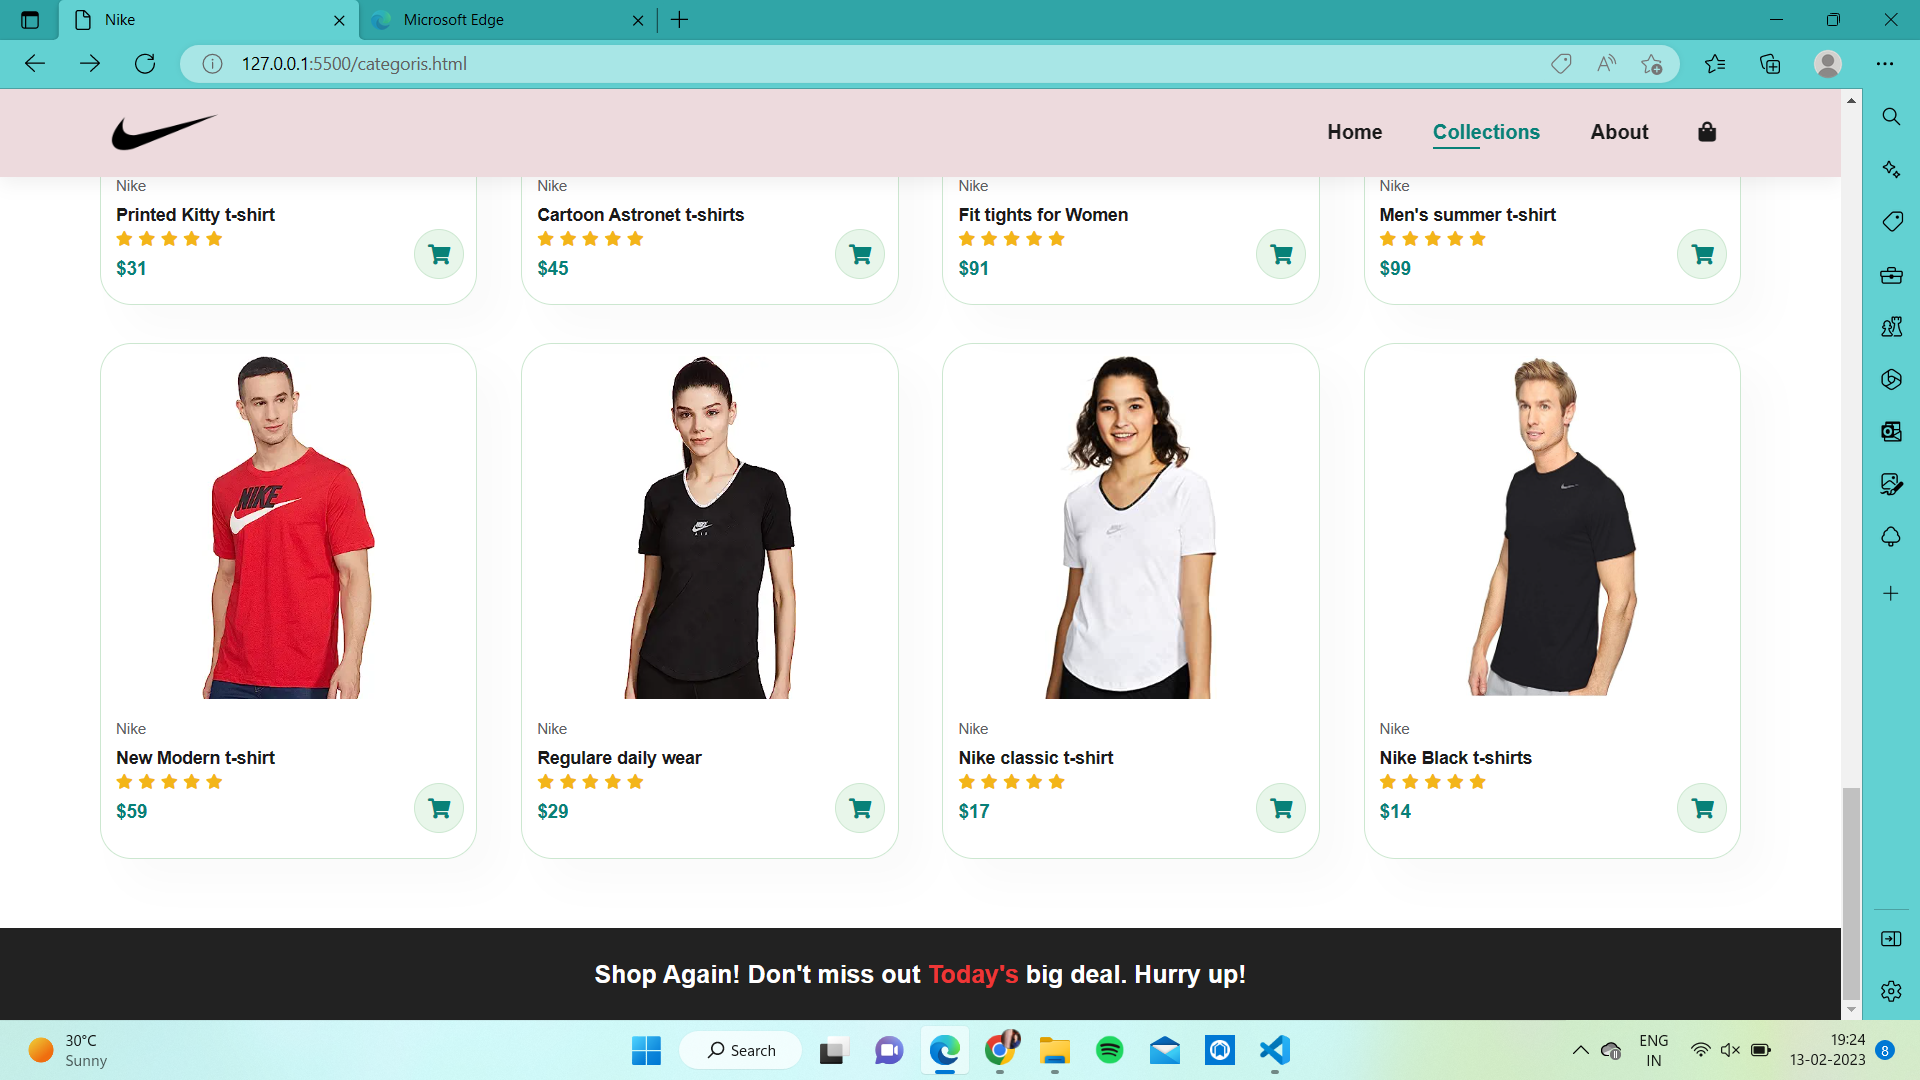 Nike
Microsoft Edge
127.0.0.1:5500/categoris.html
Home
Collections
About
Nike
Nike
Nike
Nike
Printed Kitty t-shirt
Cartoon Astronet t-shirts
Fit tights for Women
Men's summer t-shirt
$31
$45
$91
$99
NIKE
NIKE
AIR
Nike
Nike
Nike
Nike
New Modern t-shirt
Regulare daily wear
Nike classic t-shirt
Nike Black t-shirts
$59
$29
$17
$14
Shop Again! Don't miss out Today's big deal. Hurry up!
30°C
Sunny
Search
ENG
IN
19:24
13-02-2023
8